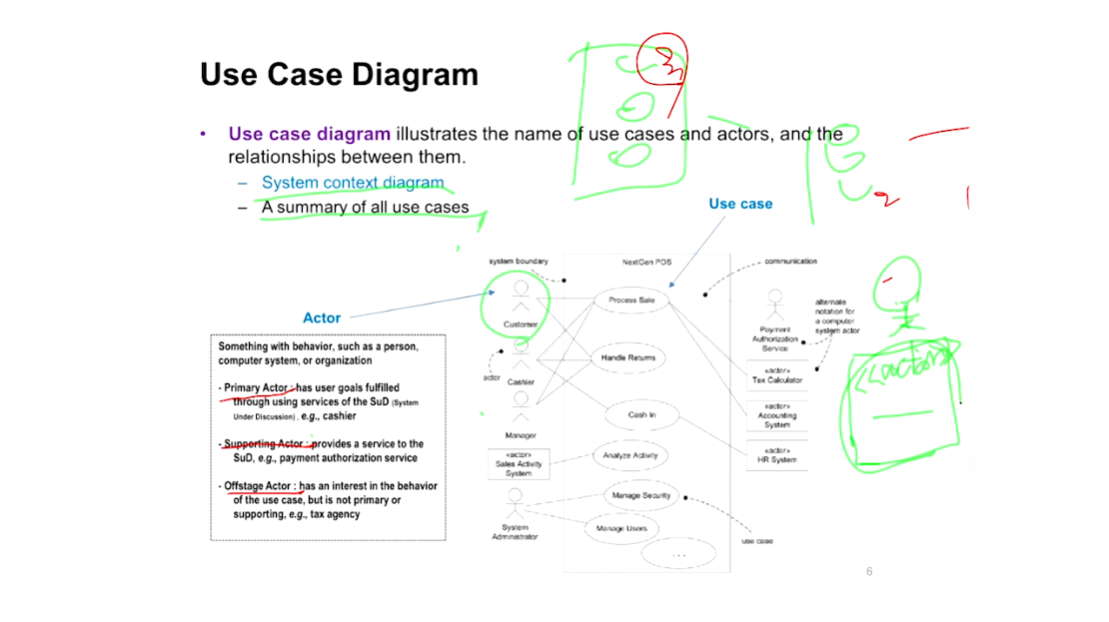 Use Case Diagram
• Use case diagram illustrates the name of use cases and actors, and the
relationships between them.
– System context diagram
– A summary of all use cases
Use case
system boundary
NextGen POS
communication
Process Sale
Customer
Actor
alternate
notation for
a computer
system actor
Payment
Authorization
Service
Something with behavior, such as a person,
computer system, or organization
- Primary Actor : has user goals fulfilled
through using services of the SuD (System
Under Discussion) . e.g., cashier
- Supporting Actor : provides a service to the
SuD, e.g., payment authorization service
- Offstage Actor : has an interest in the behavior
of the use case, but is not primary or
supporting, e.g., tax agency
actor
Cashier
Handle Returns
«actor»
Tax Calculator
Manager
Cash In
«actor»
Accounting
System
«actor»
Sales Activity
System
Analyze Activity
«actor»
HR System
System
Administrator
Manage Security
Manage Users
use case
. . .
6
2